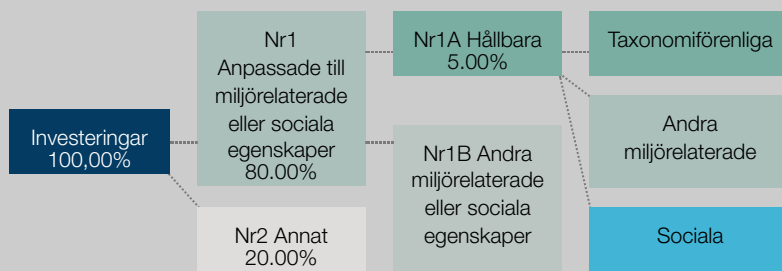 Investeringar
100,00%
Nr1
Anpassade till
miljörelaterade
eller sociala
egenskaper
80.00%
Nr2 Annat
20.00%
Nr1A Hållbara
5.00%
Nr1B Andra
miljörelaterade
eller sociala
egenskaper
Taxonomiförenliga
Andra
miljörelaterade
Sociala